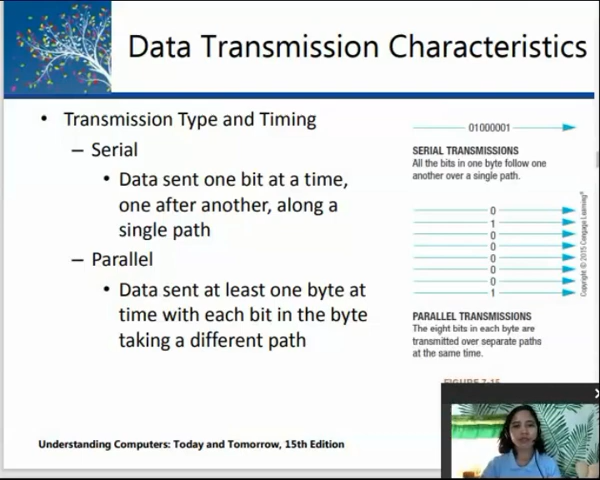 Data Transmission Characteristics
• Transmission Type and Timing
– Serial
• Data sent one bit at a time,
one after another, along a
single path
– Parallel
• Data sent at least one byte at
time with each bit in the byte
taking a different path
01000001
SERIAL TRANSMISSIONS
All the bits in one byte follow one
another over a single path.
0
1
0
0
0
0
0
1
PARALLEL TRANSMISSIONS
The eight bits in each byte are
transmitted over separate paths
at the same time.
Copyright © 2015 Cengage Learning®
FIGURE 7-15
Understanding Computers: Today and Tomorrow, 15th Edition